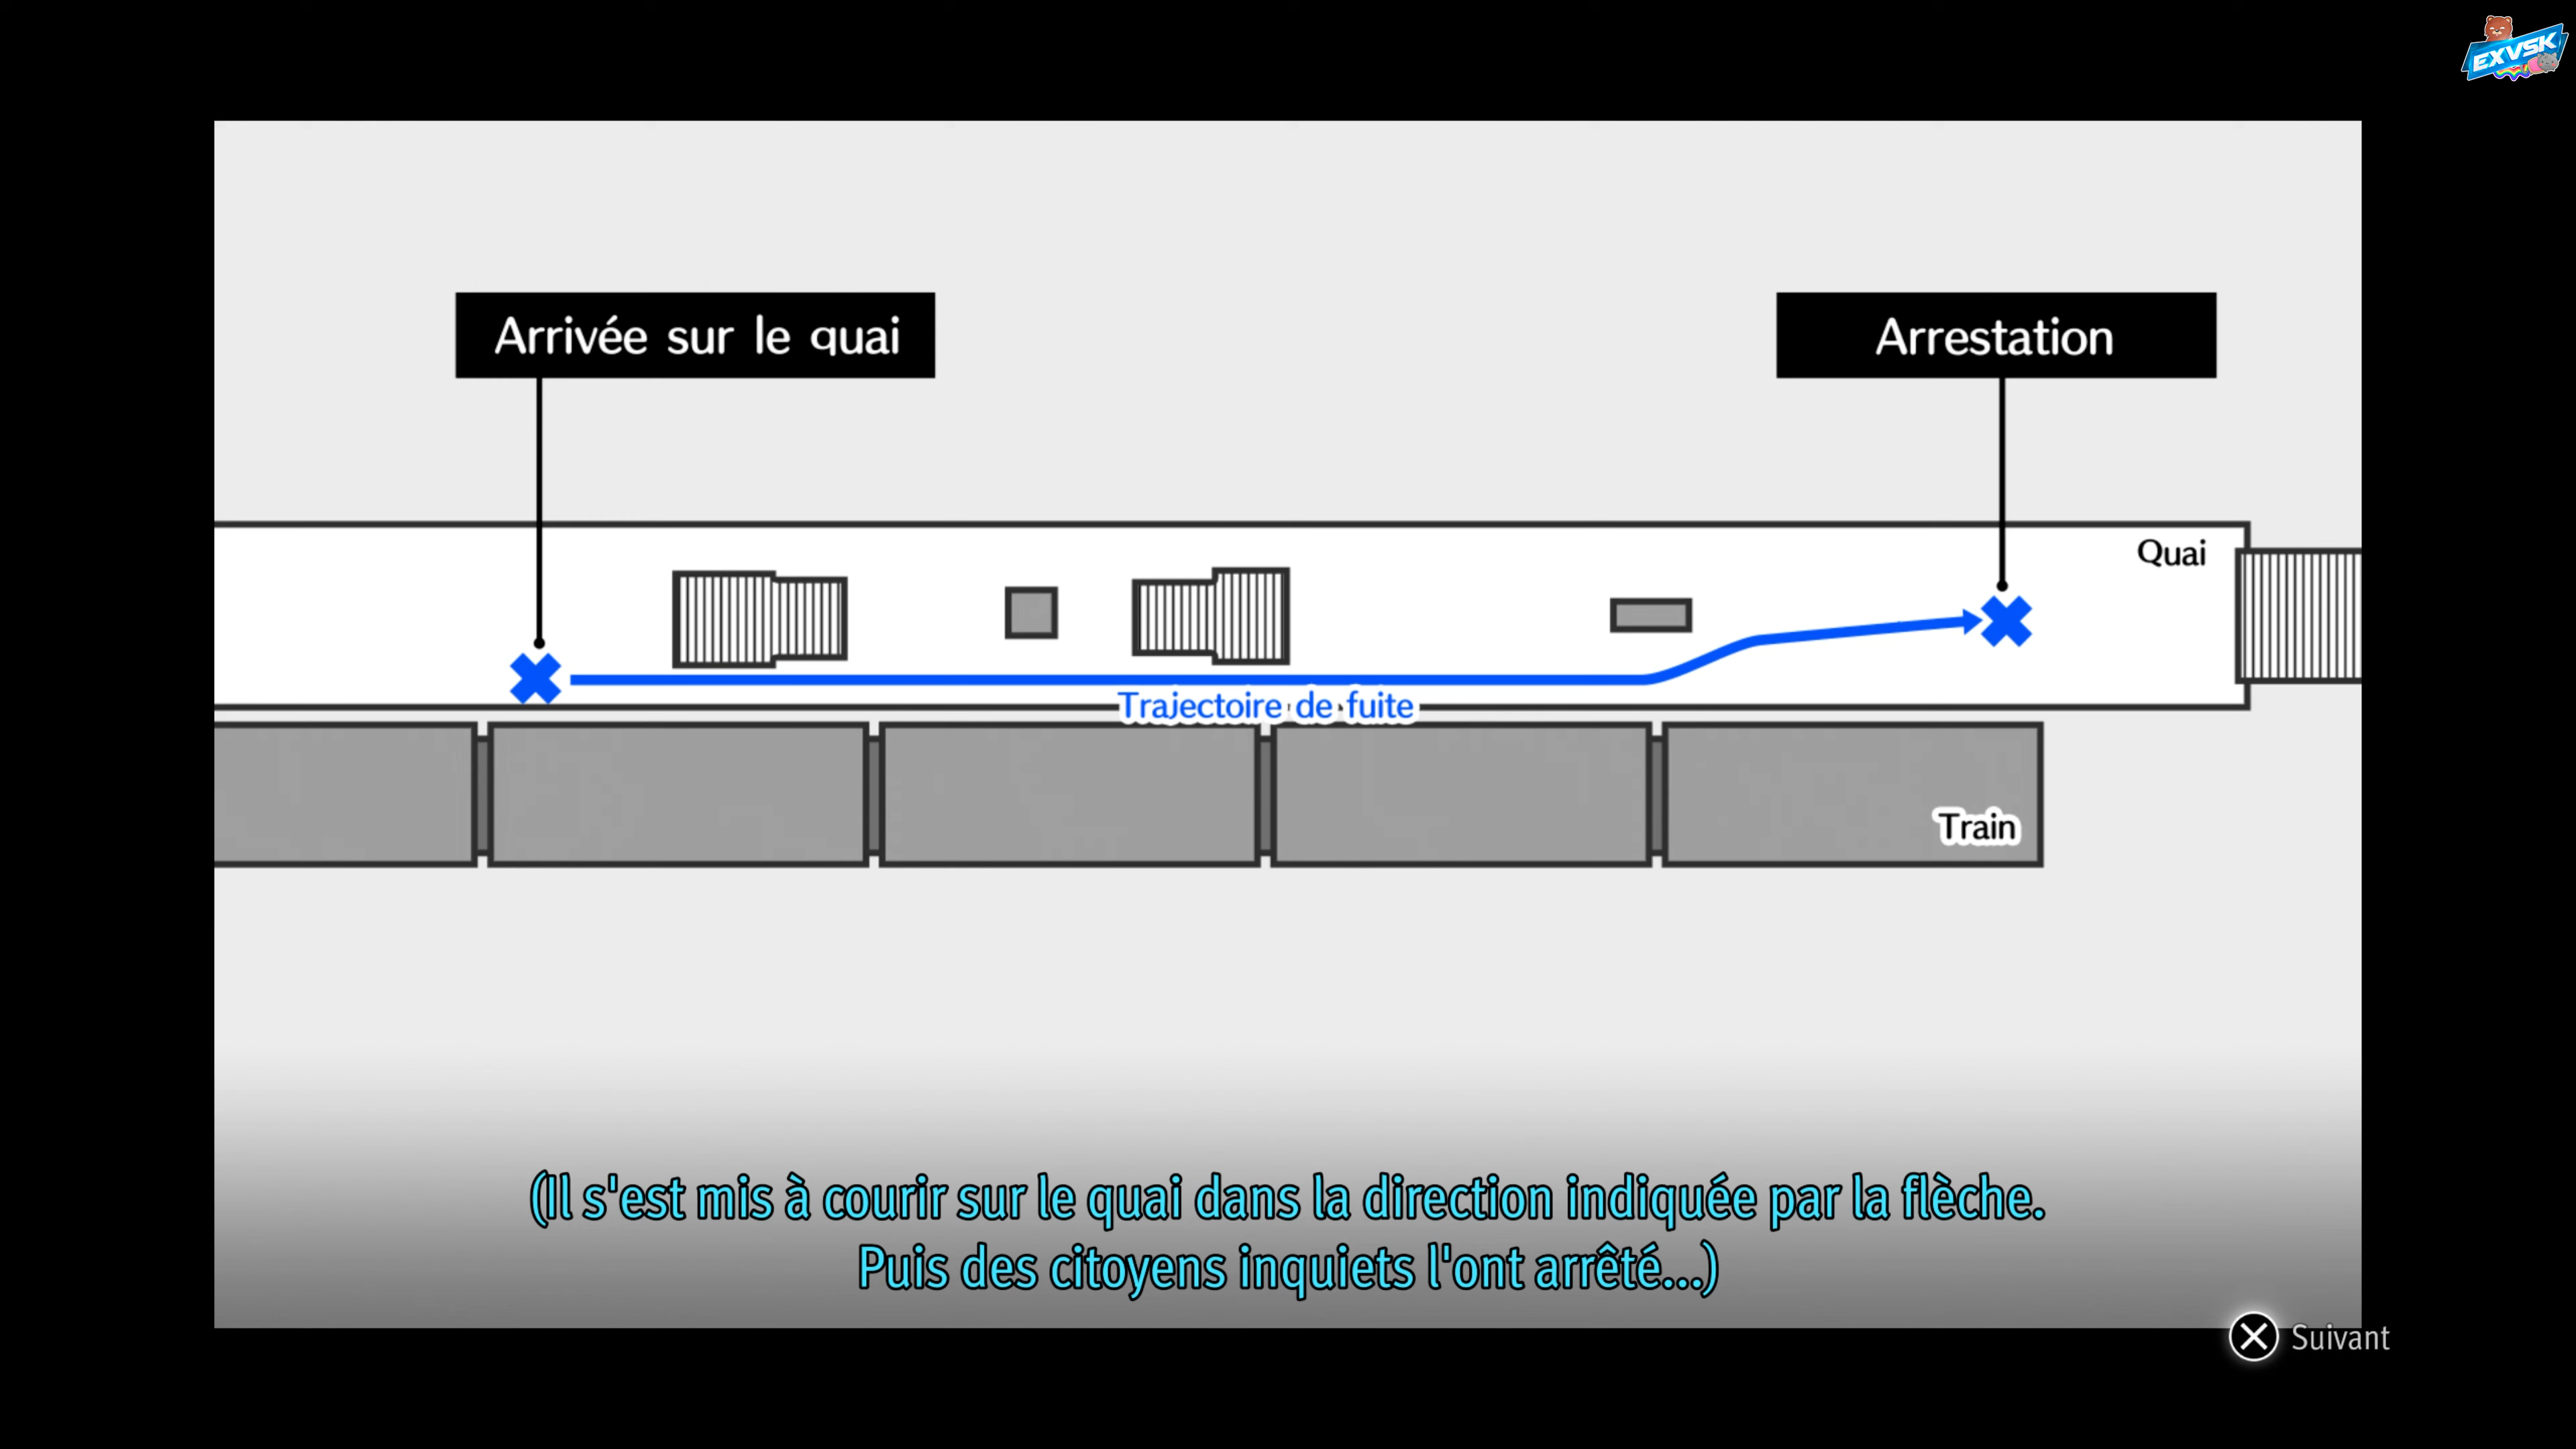 EXVSK
Arrivée sur le quai
Arrestation
Quai
Trajectoire de fuite
Train
(Il s'est mis à courir sur le quai dans la direction indiquée par la flèche.
Puis des citoyens inquiets l'ont arrêté...)
Suivant